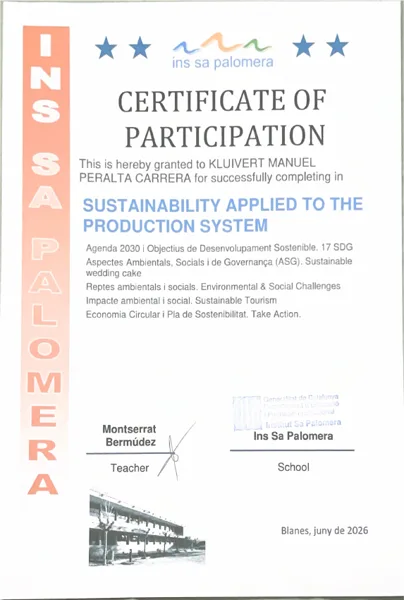 INS SA PALOMERA
ins sa palomera
CERTIFICATE OF
PARTICIPATION
This is hereby granted to KLUIVERT MANUEL
PERALTA CARRERA for successfully completing in
SUSTAINABILITY APPLIED TO THE
PRODUCTION SYSTEM
Agenda 2030 i Objectius de Desenvolupament Sostenible. 17 SDG
Aspectes Ambientals, Socials i de Governança (ASG). Sustainable
wedding cake
Reptes ambientals i socials. Environmental & Social Challenges
Impacte ambiental i social. Sustainable Tourism
Economia Circular i Pla de Sostenibilitat. Take Action.
Institut Sa Palomera
Montserrat
Bermúdez
Ins Sa Palomera
Teacher
School
Blanes, juny de 2026